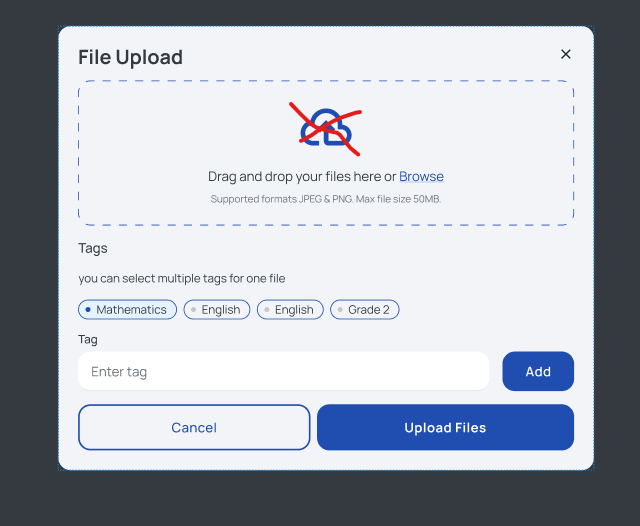 File Upload
Drag and drop your files here or Browse
Supported formats JPEG & PNG. Max file size 50MB.
Tags
you can select multiple tags for one file
Mathematics English English Grade 2
Tag
Enter tag Add
Cancel Upload Files